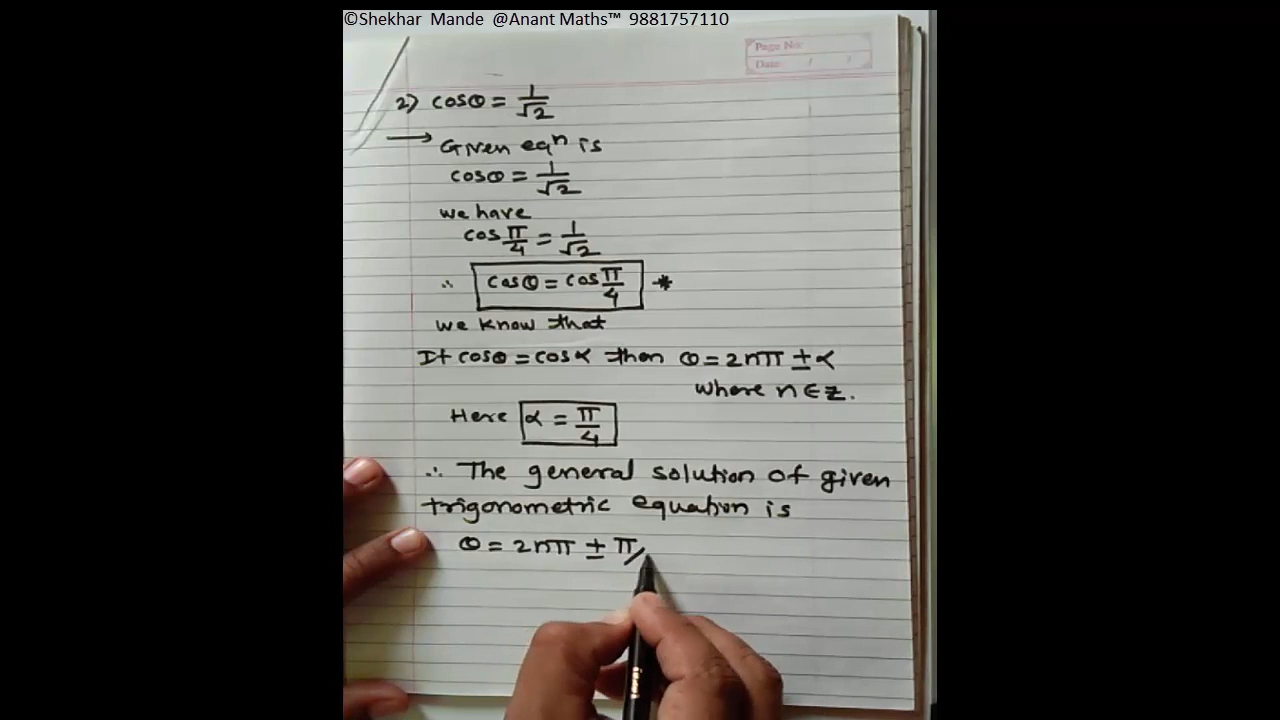 ©Shekhar Mande @Anant Maths™ 9881757110
Page No:
Date: / /
2) cosθ = 1/√2
→ Given eqⁿ is
cosθ = 1/√2
we have
cos π/4 = 1/√2
∴ cosθ = cos π/4 *
we know that
If cosθ = cosα then θ = 2nπ ± α
where n ∈ z.
Here α = π/4
∴ The general solution of given
trigonometric equation is
θ = 2nπ ± π/